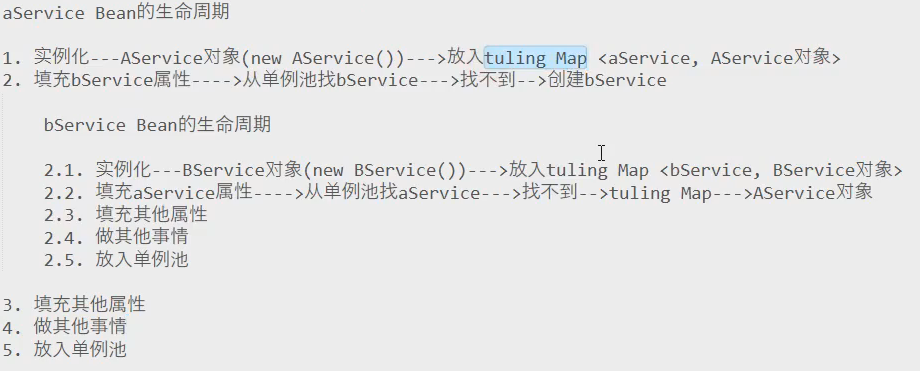 aService Bean的生命周期
1. 实例化---AService对象(new AService())--->放入tuling Map <aService, AService对象>
2. 填充bService属性---->从单例池找bService--->找不到-->创建bService
bService Bean的生命周期
2.1. 实例化---BService对象(new BService())--->放入tuling Map <bService, BService对象>
2.2. 填充aService属性---->从单例池找aService--->找不到-->tuling Map--->AService对象
2.3. 填充其他属性
2.4. 做其他事情
2.5. 放入单例池
3. 填充其他属性
4. 做其他事情
5. 放入单例池